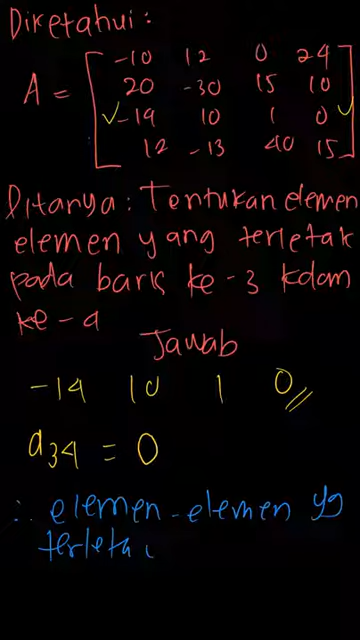 Diketahui:
-10 12 0 24
20 -30 15 10
A =
-14 10 1 0
12 -13 40 15
Ditanya: Tentukan elemen
elemen yang terletak
pada baris ke-3 kolom
ke-4
Jawab
-14 10 1 0
a34 = 0
∴ elemen-elemen yg
terleta